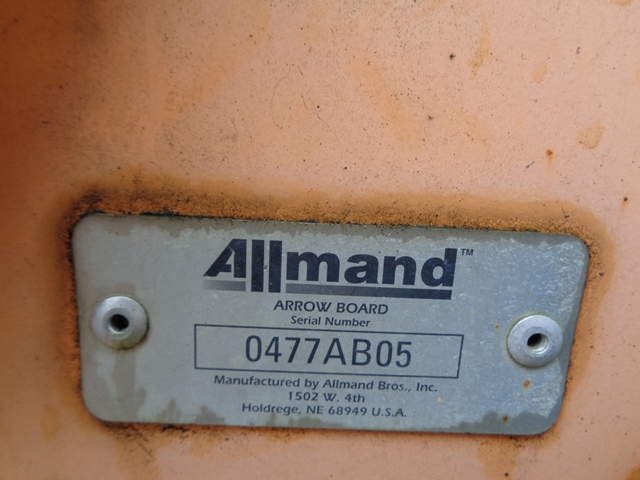 Allmand™
ARROW BOARD
Serial Number
0477AB05
Manufactured by Allmand Bros., Inc.
1502 W. 4th
Holdrege, NE 68949 U.S.A.